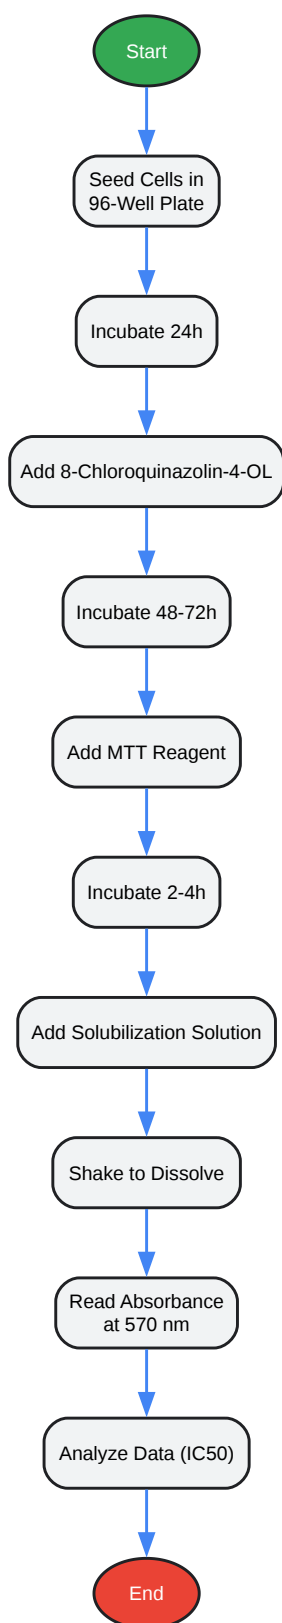 Start
Seed Cells in
96-Well Plate
Incubate 24h
Add 8-Chloroquinazolin-4-OL
Incubate 48-72h
Add MTT Reagent
Incubate 2-4h
Add Solubilization Solution
Shake to Dissolve
Read Absorbance
at 570 nm
Analyze Data (IC50)
End